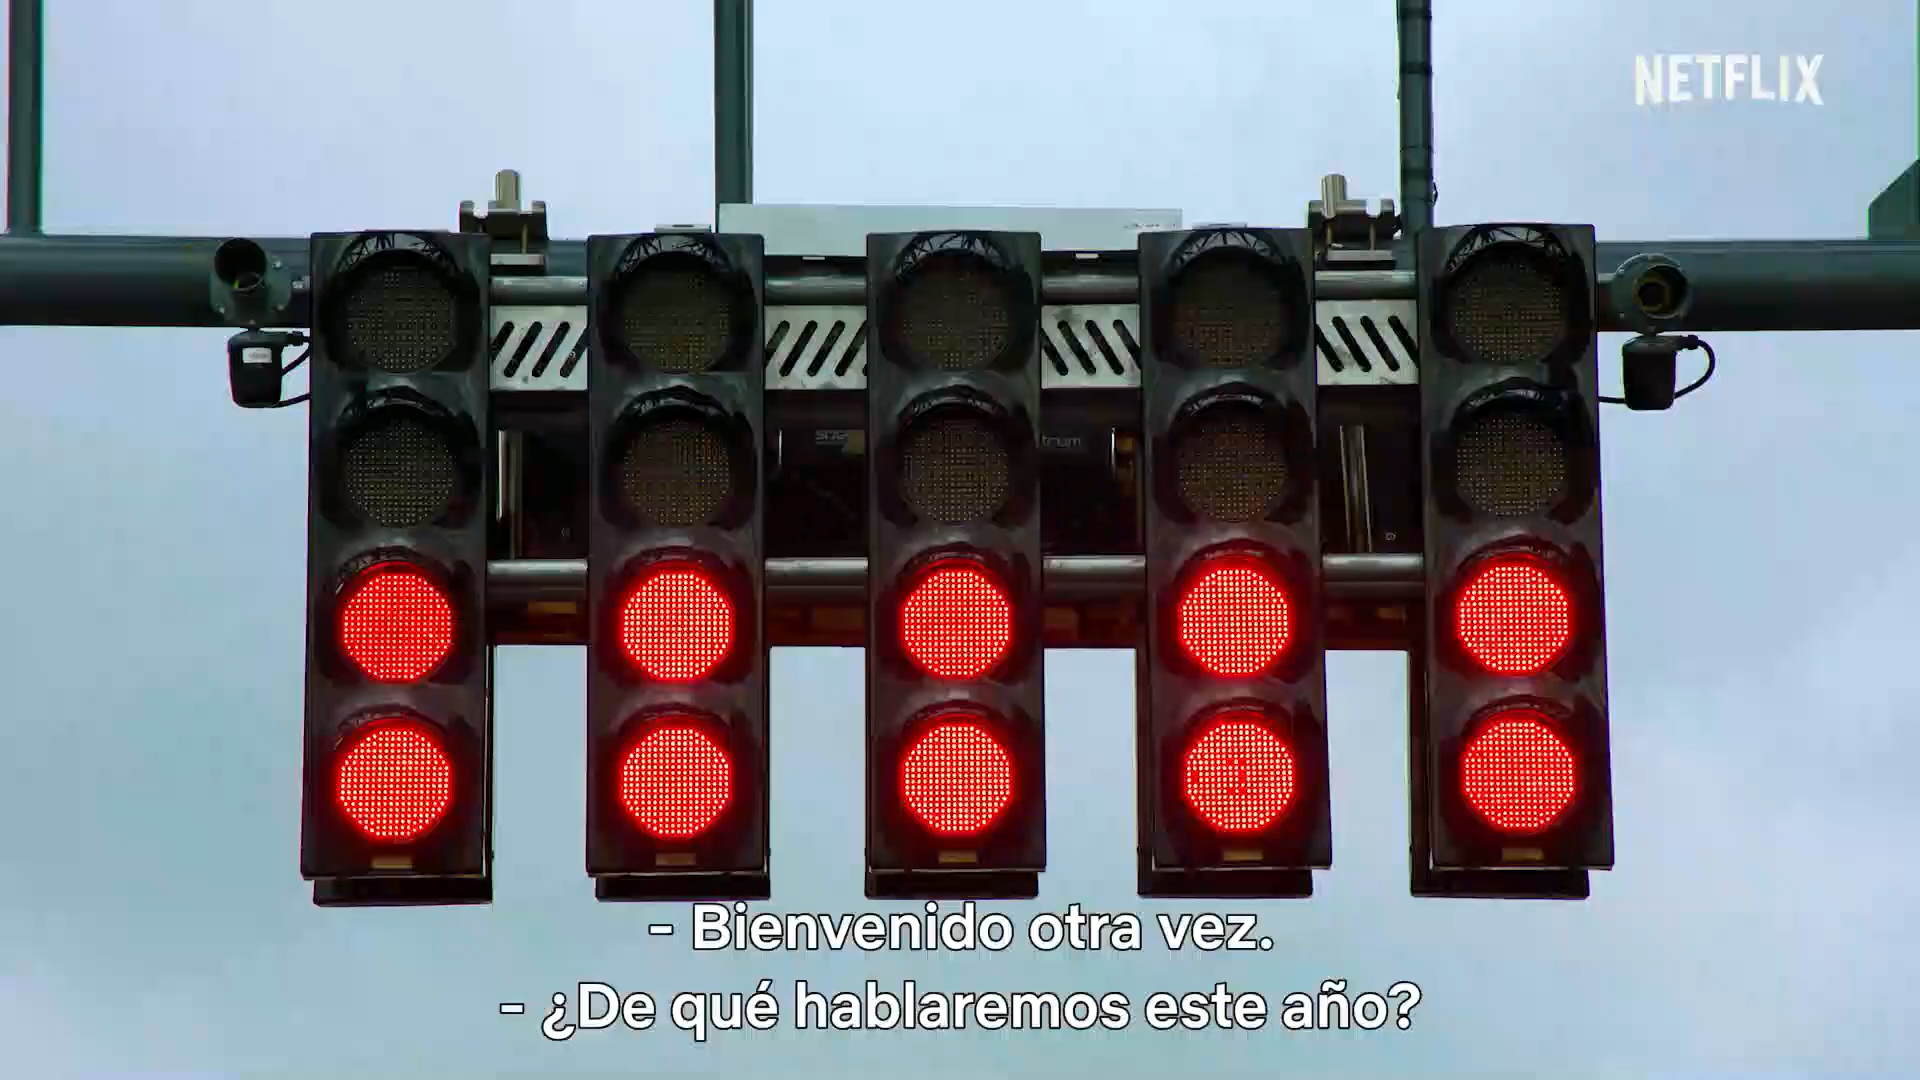 NETFLIX
- Bienvenido otra vez.
- ¿De qué hablaremos este año?